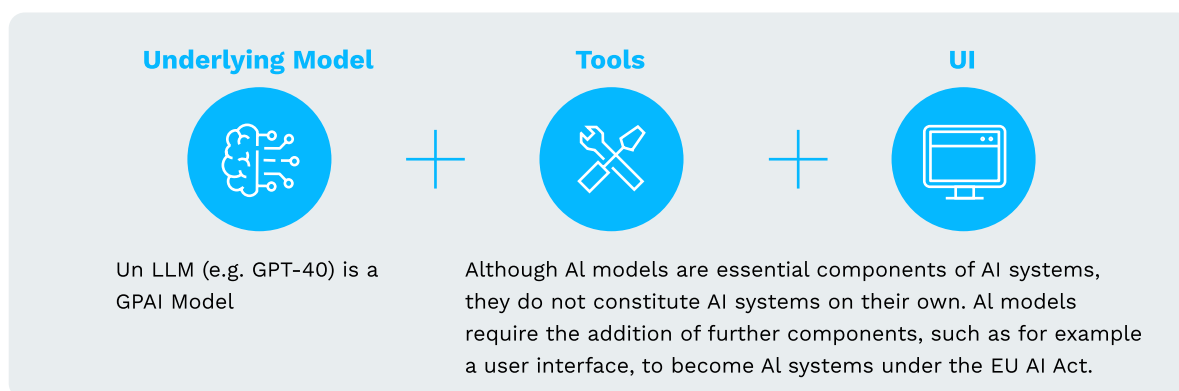 Underlying Model
Tools
UI
Un LLM (e.g. GPT-40) is a
GPAI Model
Although Al models are essential components of AI systems,
they do not constitute AI systems on their own. Al models
require the addition of further components, such as for example
a user interface, to become Al systems under the EU AI Act.